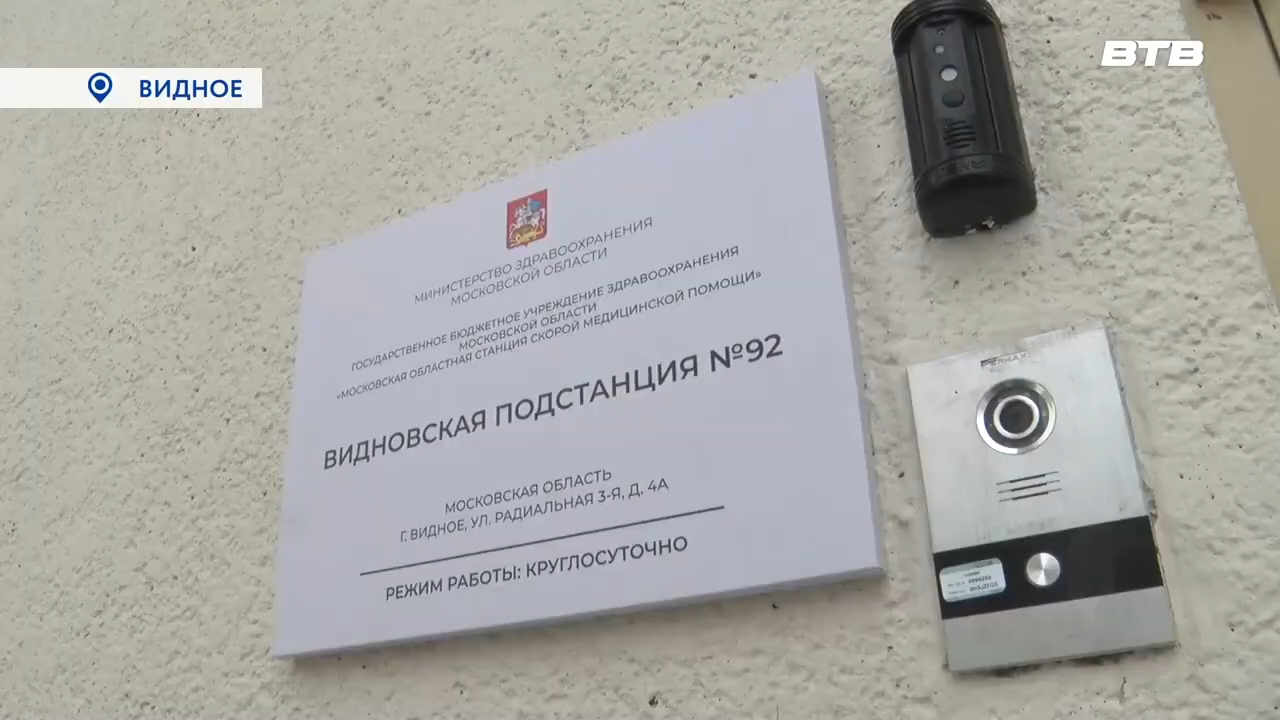 ВИДНОЕ
ВТВ
МИНИСТЕРСТВО ЗДРАВООХРАНЕНИЯ
МОСКОВСКОЙ ОБЛАСТИ
ГОСУДАРСТВЕННОЕ БЮДЖЕТНОЕ УЧРЕЖДЕНИЕ ЗДРАВООХРАНЕНИЯ
МОСКОВСКОЙ ОБЛАСТИ
«МОСКОВСКАЯ ОБЛАСТНАЯ СТАНЦИЯ СКОРОЙ МЕДИЦИНСКОЙ ПОМОЩИ»
ВИДНОВСКАЯ ПОДСТАНЦИЯ №92
МОСКОВСКАЯ ОБЛАСТЬ
Г. ВИДНОЕ, УЛ. РАДИАЛЬНАЯ 3-Я, Д. 4А
РЕЖИМ РАБОТЫ: КРУГЛОСУТОЧНО